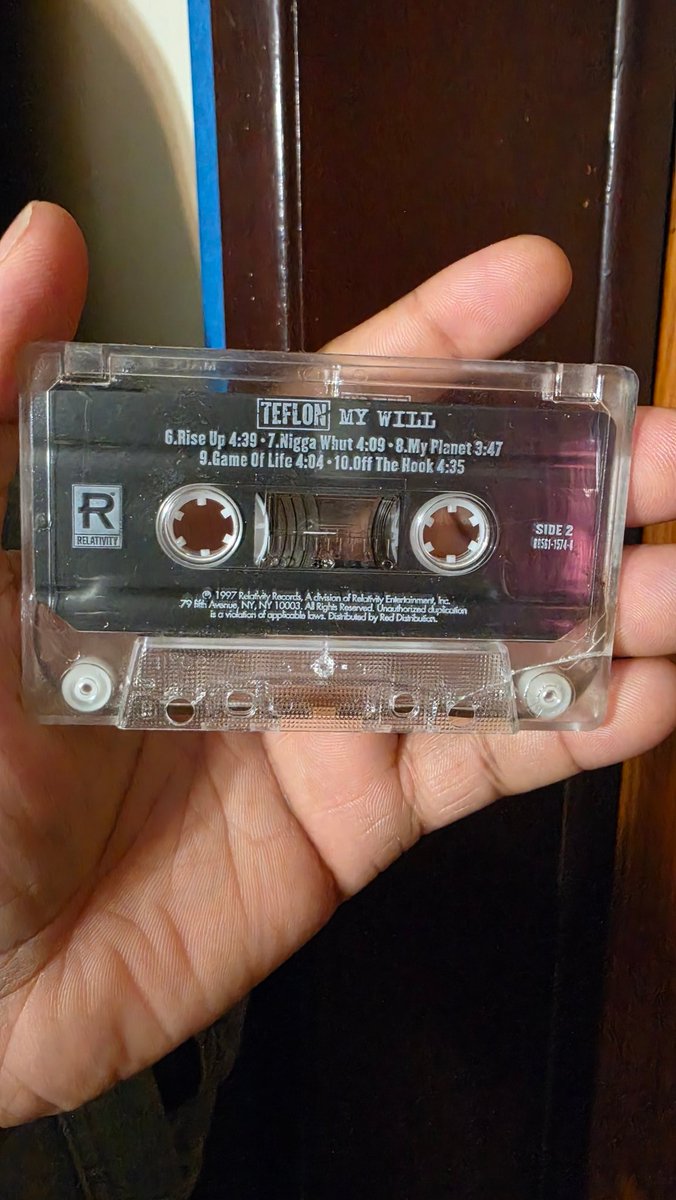 TEFLON MY WILL
6.Rise Up 4:39 • 7.Nigga Whut 4:09 • 8.My Planet 3:47
9.Game Of Life 4:04 • 10.Off The Hook 4:35
R
RELATIVITY
SIDE 2
88561-1574-4
℗ 1997 Relativity Records, A division of Relativity Entertainment, Inc.
79 Fifth Avenue, NY, NY 10003. All Rights Reserved. Unauthorized duplication
is a violation of applicable laws. Distributed by Red Distribution.